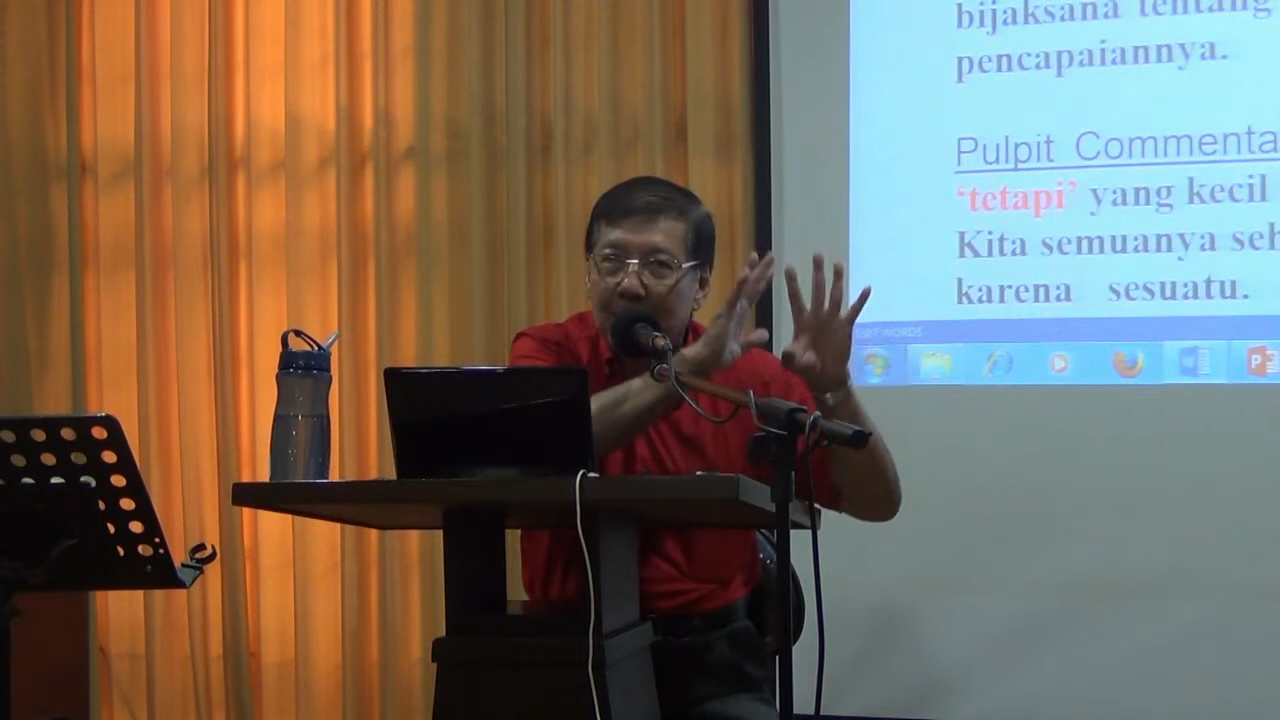 bijaksana tentang
pencapaiannya.
Pulpit Commenta
‘tetapi’ yang kecil
Kita semuanya seh
karena sesuatu.